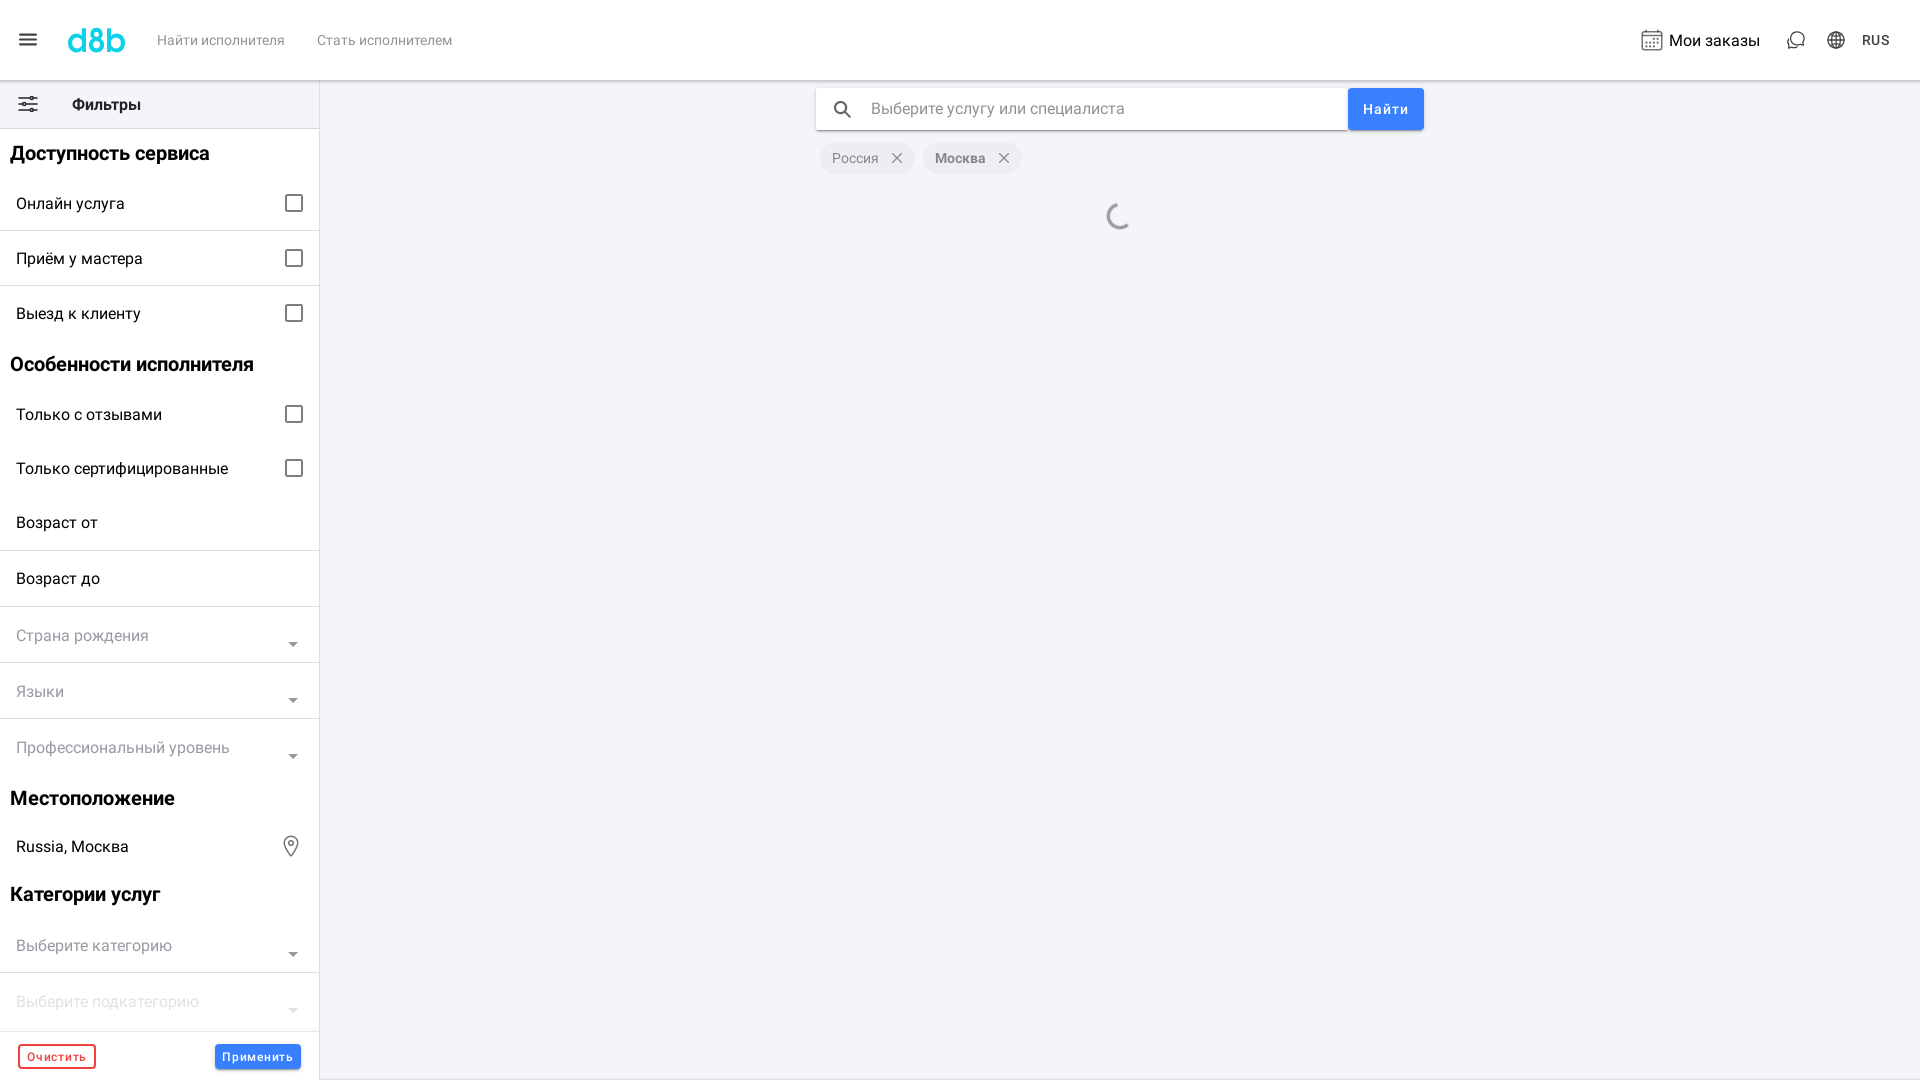 d8b
Найти исполнителя
Стать исполнителем
Мои заказы
RUS
Фильтры
Доступность сервиса
Онлайн услуга
Приём у мастера
Выезд к клиенту
Особенности исполнителя
Только с отзывами
Только сертифицированные
Возраст от
Возраст до
Страна рождения
Языки
Профессиональный уровень
Местоположение
Russia, Москва
Категории услуг
Выберите категорию
Выберите подкатегорию
Очистить
Применить
Выберите услугу или специалиста
Найти
Россия
Москва